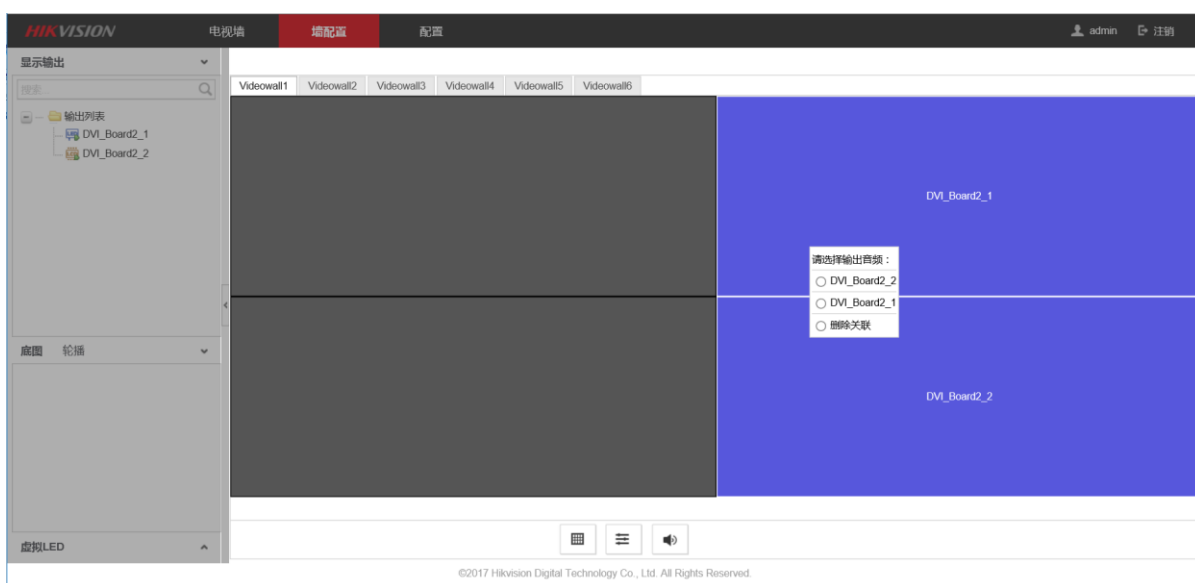 HIKVISION 电视墙 墙配置 配置 admin 注销
显示输出
搜索...
Videowall1 Videowall2 Videowall3 Videowall4 Videowall5 Videowall6
输出列表
DVI_Board2_1
DVI_Board2_2
DVI_Board2_1
请选择输出音频：
DVI_Board2_2
DVI_Board2_1
删除关联
底图 轮播
DVI_Board2_2
虚拟LED
©2017 Hikvision Digital Technology Co., Ltd. All Rights Reserved.